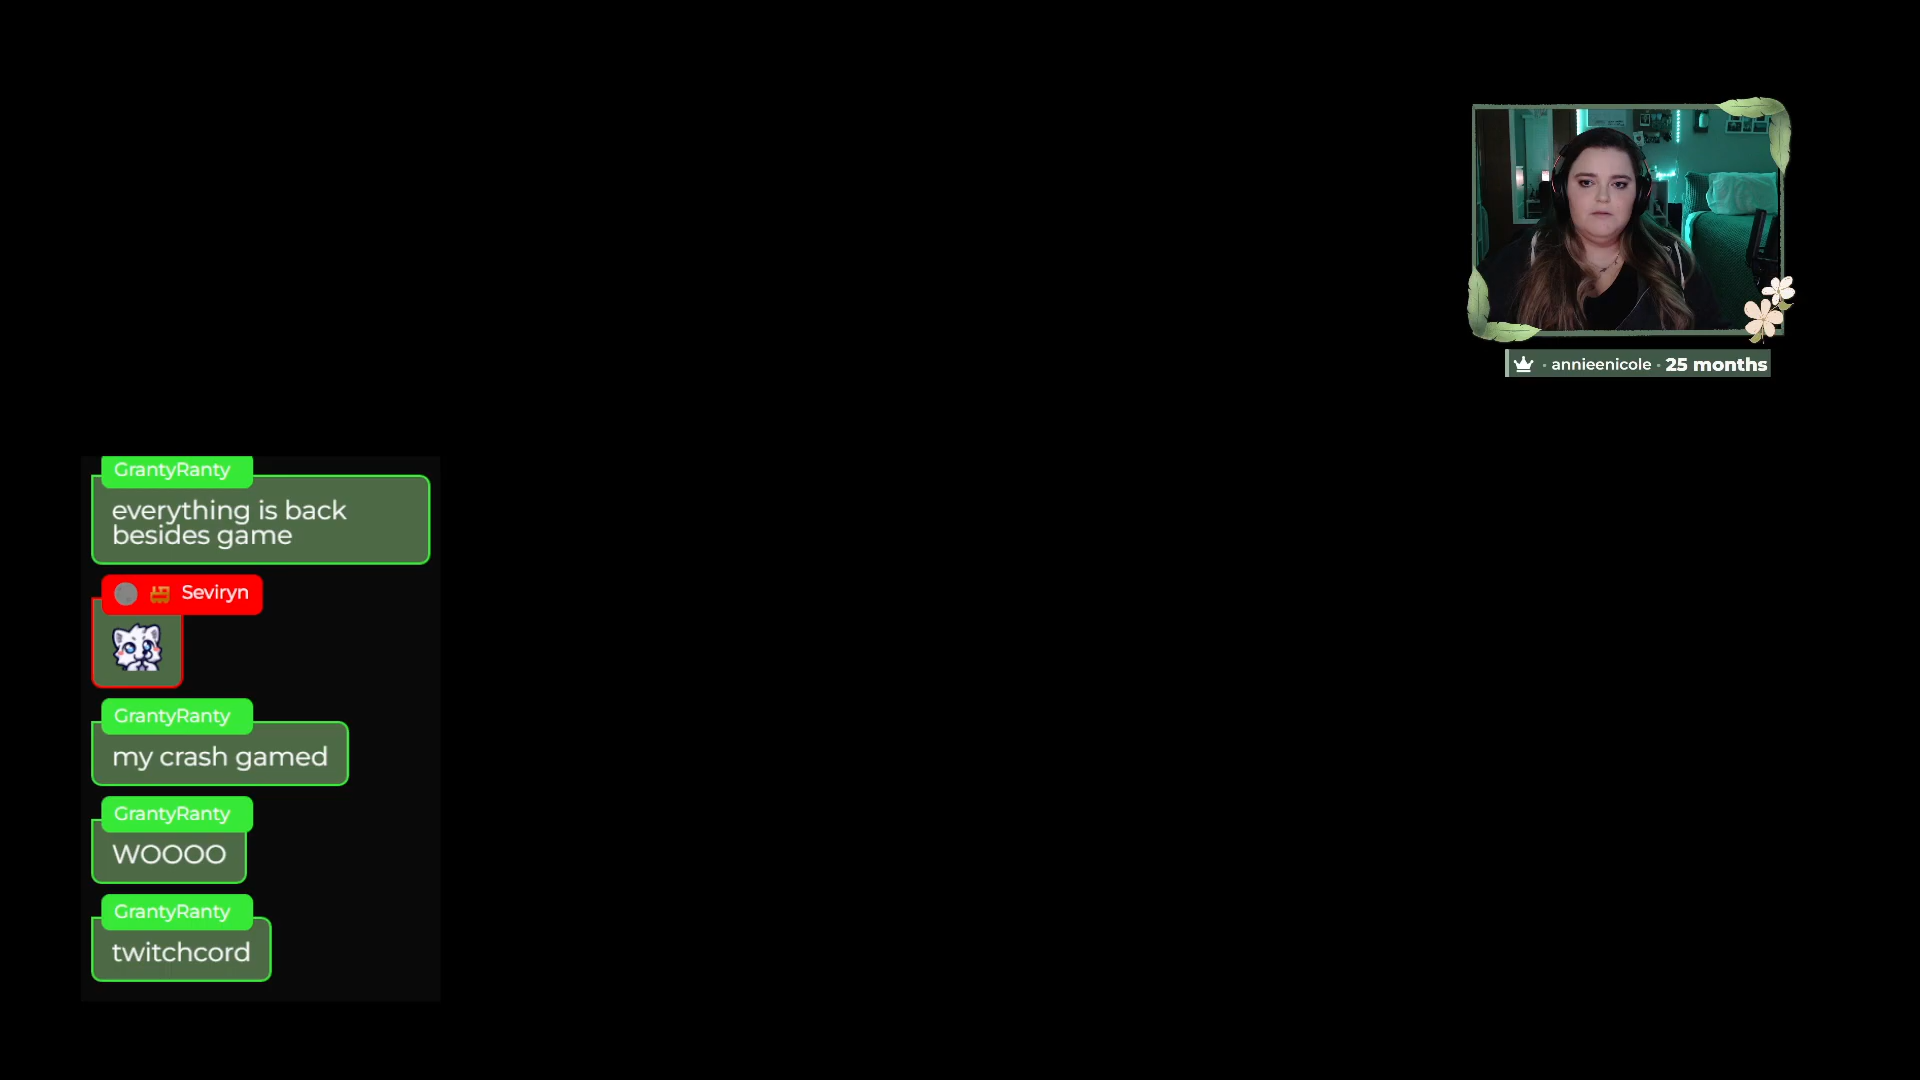 · annieenicole · 25 months
GrantyRanty
everything is back
besides game
Seviryn
GrantyRanty
my crash gamed
GrantyRanty
WOOOO
GrantyRanty
twitchcord